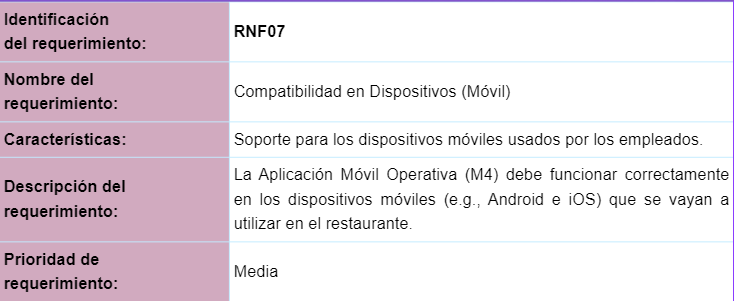 Identificación
del requerimiento:
RNF07
Nombre del
requerimiento:
Compatibilidad en Dispositivos (Móvil)
Características:
Soporte para los dispositivos móviles usados por los empleados.
Descripción del
requerimiento:
La Aplicación Móvil Operativa (M4) debe funcionar correctamente
en los dispositivos móviles (e.g., Android e iOS) que se vayan a
utilizar en el restaurante.
Prioridad de
requerimiento:
Media